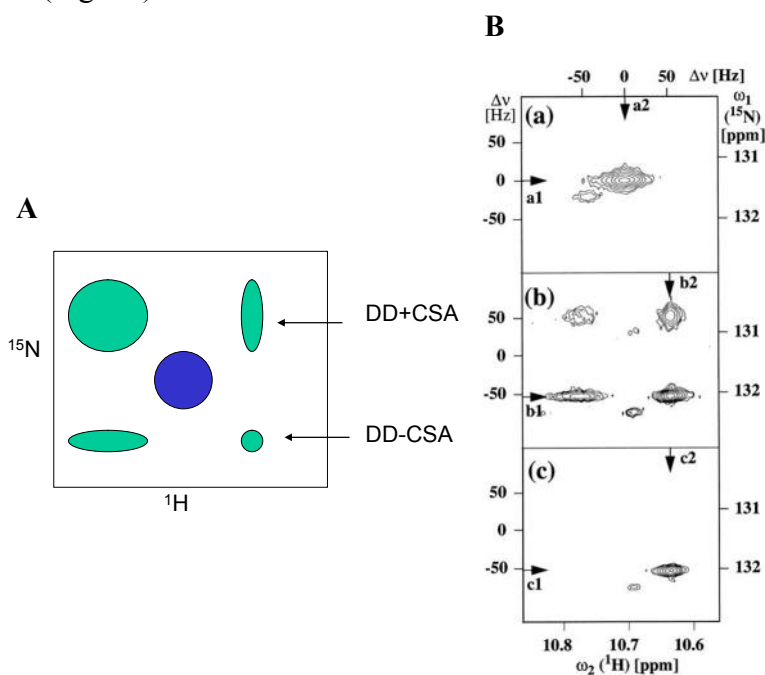 B
-50 0 50 Δν [Hz]
Δν
[Hz]
ω1
(15N)
[ppm]
(a)
a2
50
0
-50
a1
131
132
A
15N
1H
DD+CSA
DD-CSA
(b)
b2
50
0
-50
b1
131
132
(c)
c2
50
0
-50
c1
131
132
10.8 10.7 10.6
ω2 (1H) [ppm]